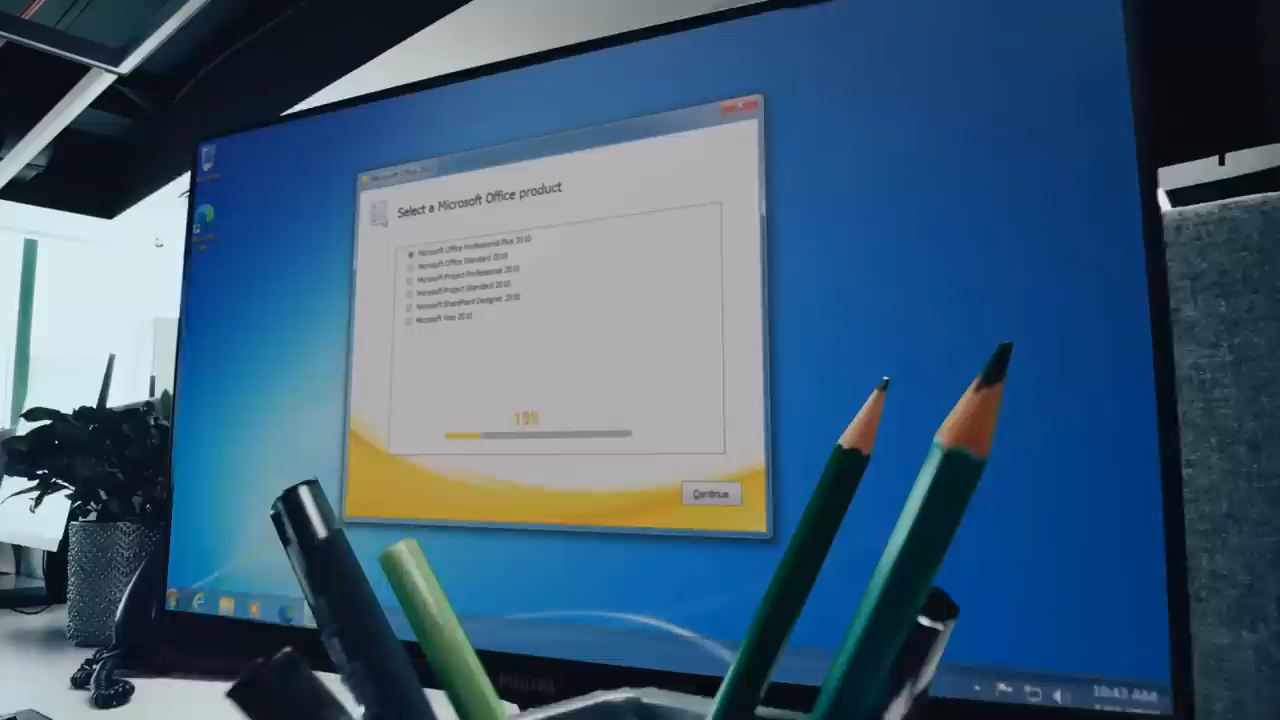 Microsoft Office 2010
Select a Microsoft Office product
Microsoft Office Professional Plus 2010
Microsoft Office Standard 2010
Microsoft Project Professional 2010
Microsoft Project Standard 2010
Microsoft SharePoint Designer 2010
Microsoft Visio 2010
19%
Continue
PHILIPS
10:43 AM